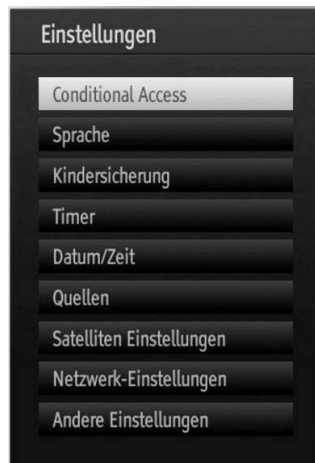 Einstellungen
Conditional Access
Sprache
Kindersicherung
Timer
Datum/Zeit
Quellen
Satelliten Einstellungen
Netzwerk-Einstellungen
Andere Einstellungen